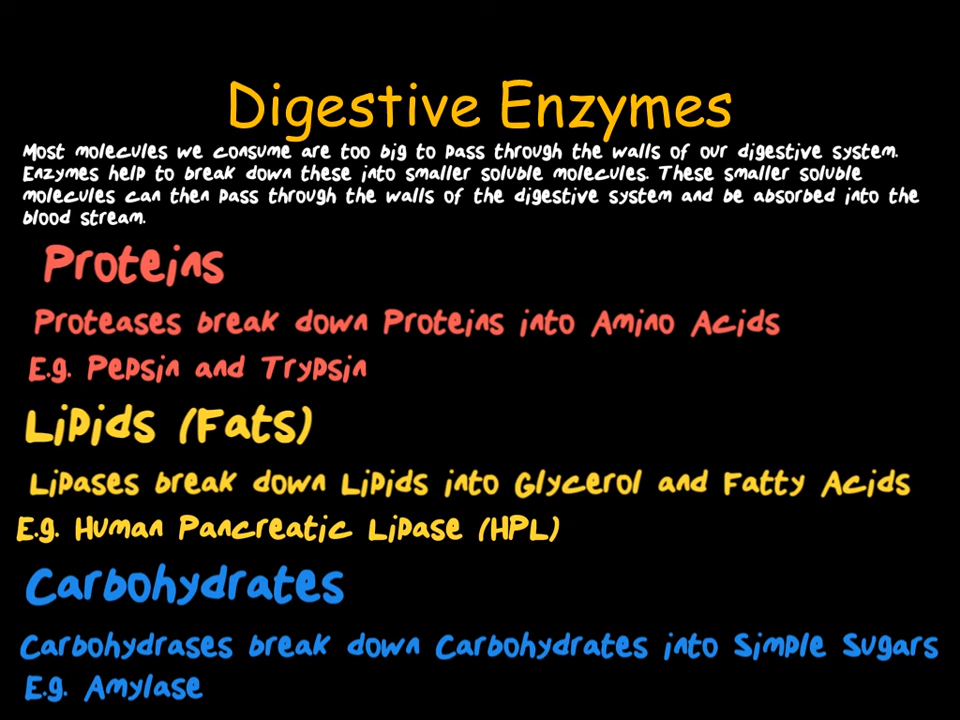 Digestive Enzymes
Most molecules we consume are too big to pass through the walls of our digestive system.
Enzymes help to break down these into smaller soluble molecules. These smaller soluble
molecules can then pass through the walls of the digestive system and be absorbed into the
blood stream.
Proteins
Proteases break down Proteins into Amino Acids
E.g. Pepsin and Trypsin
Lipids (Fats)
Lipases break down Lipids into Glycerol and Fatty Acids
E.g. Human Pancreatic Lipase (HPL)
Carbohydrates
Carbohydrases break down Carbohydrates into Simple Sugars
E.g. Amylase